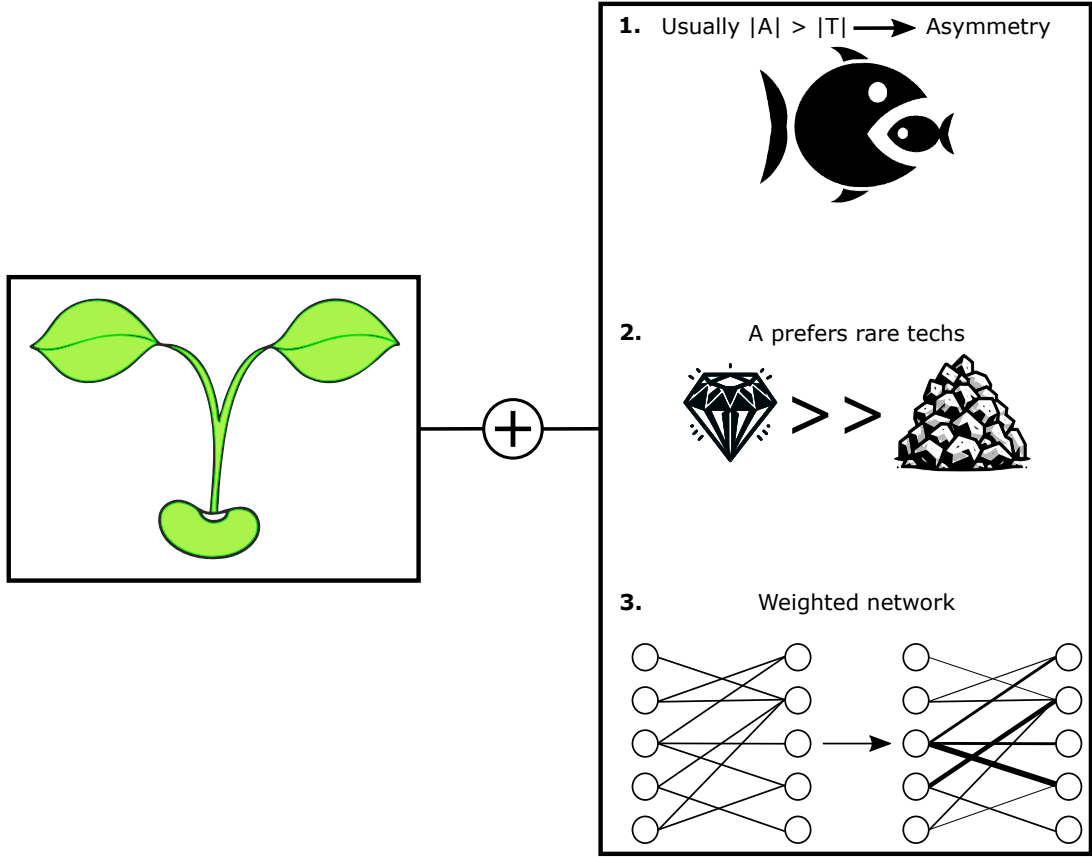 1. Usually |A| > |T| → Asymmetry
2. A prefers rare techs
> >
3. Weighted network